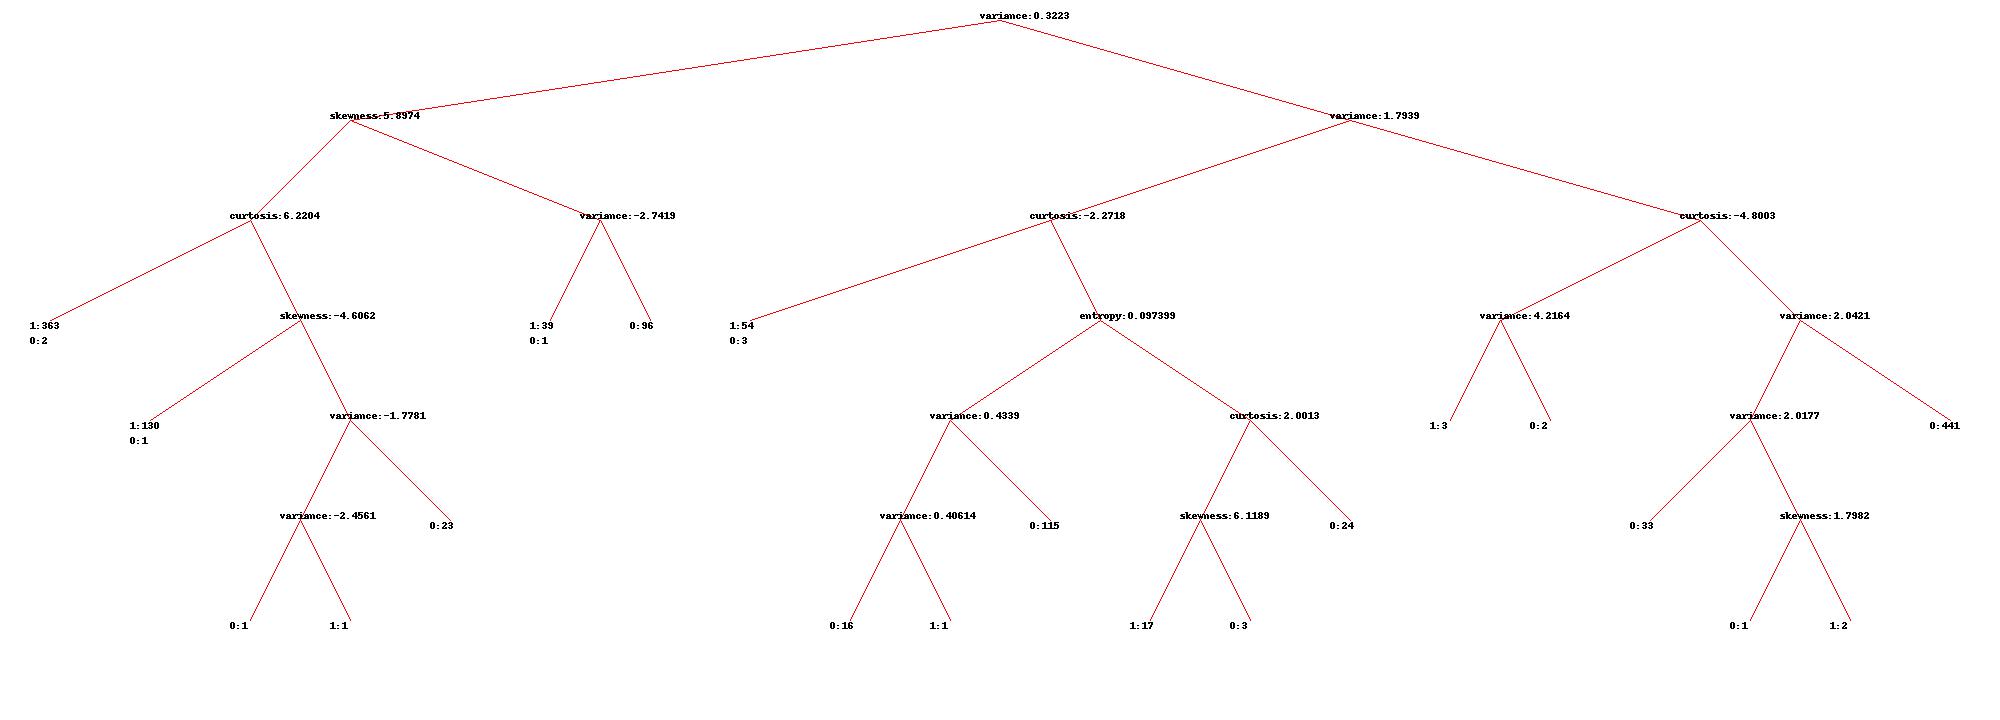 variance:0.3223
skewness:5.8974
variance:1.7939
curtosis:6.2204
variance:-2.7419
curtosis:-2.2718
curtosis:-4.8003
1:363
0:2
skewness:-4.6062
1:39
0:1
0:96
1:54
0:3
entropy:0.097399
variance:4.2164
variance:2.0421
1:130
0:1
variance:-1.7781
variance:0.4339
curtosis:2.0013
1:3
0:2
variance:2.0177
0:441
variance:-2.4561
0:23
variance:0.40614
0:115
skewness:6.1189
0:24
0:33
skewness:1.7982
0:1
1:1
0:16
1:1
1:17
0:3
0:1
1:2